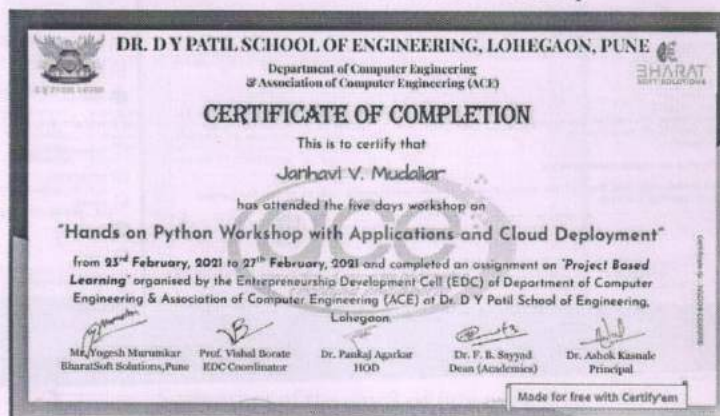 DR. D Y PATIL SCHOOL OF ENGINEERING, LOHEGAON, PUNE
BHARAT
SOFT SOLUTIONS
Department of Computer Engineering
& Association of Computer Engineering (ACE)
CERTIFICATE OF COMPLETION
This is to certify that
Janhavi V. Mudaliar
has attended the five days workshop on
"Hands on Python Workshop with Applications and Cloud Deployment"
from 23rd February, 2021 to 27th February, 2021 and completed an assignment on "Project Based
Learning" organised by the Entrepreneurship Development Cell (EDC) of Department of Computer
Engineering & Association of Computer Engineering (ACE) at Dr. D Y Patil School of Engineering,
Lohegaon.
ace
Mr. Yogesh Murumkar
BharatSoft Solutions, Pune
Prof. Vishal Borate
EDC Coordinator
Dr. Pankaj Agarkar
HOD
Dr. F. B. Sayyad
Dean (Academics)
Dr. Ashok Kasnale
Principal
Made for free with Certify'em